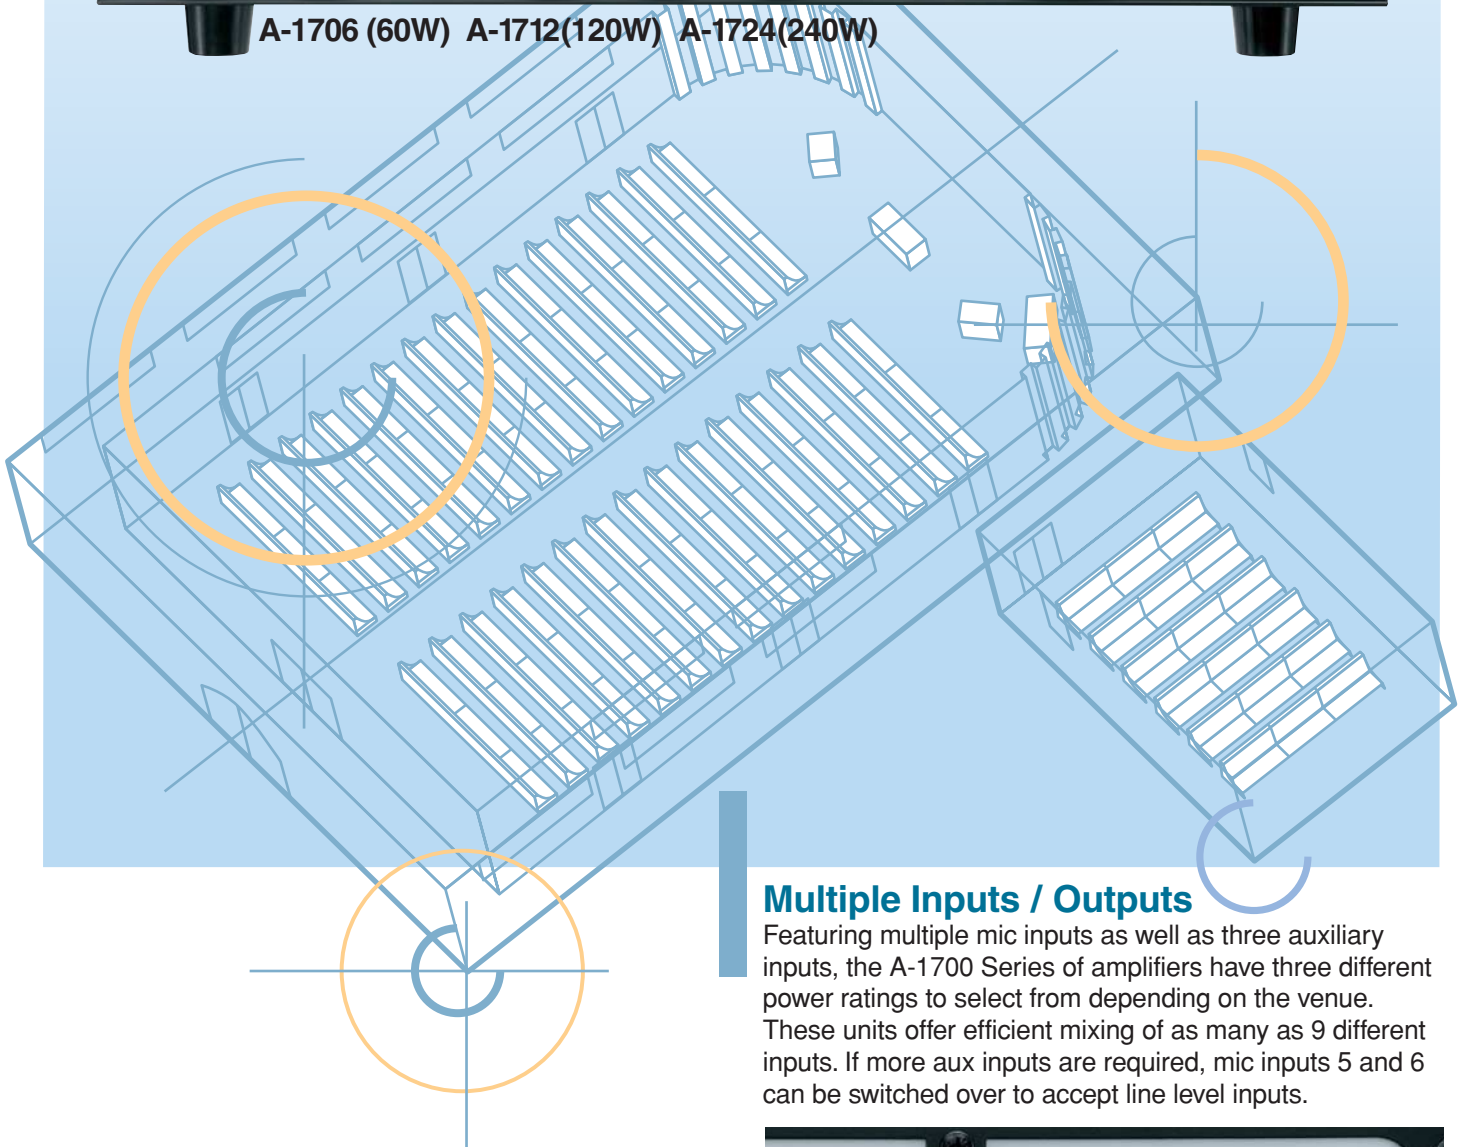 A-1706 (60W) A-1712(120W) A-1724(240W)
Multiple Inputs / Outputs
Featuring multiple mic inputs as well as three auxiliary
inputs, the A-1700 Series of amplifiers have three different
power ratings to select from depending on the venue.
These units offer efficient mixing of as many as 9 different
inputs. If more aux inputs are required, mic inputs 5 and 6
can be switched over to accept line level inputs.